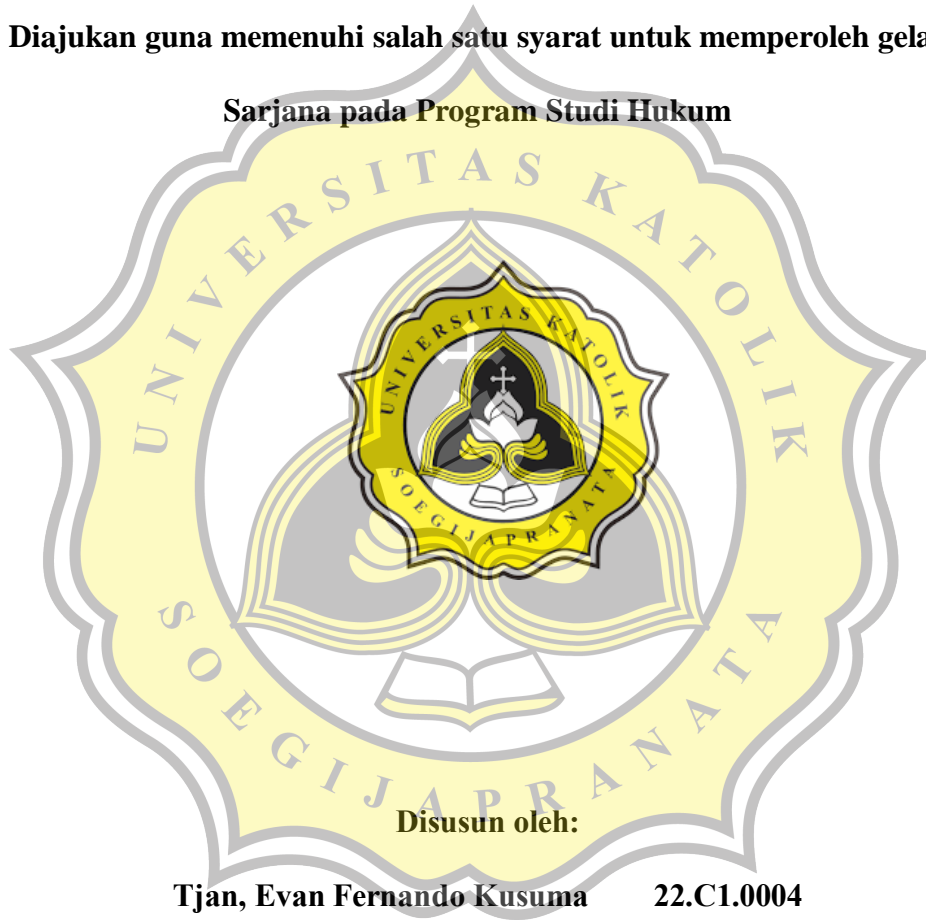 Diajukan guna memenuhi salah satu syarat untuk memperoleh gela
Sarjana pada Program Studi Hukum
UNIVERSITAS KATOLIK
SOEGIJAPRANATA
UNIVERSITAS KATOLIK
SOEGIJAPRANATA
Disusun oleh:
Tjan, Evan Fernando Kusuma 22.C1.0004